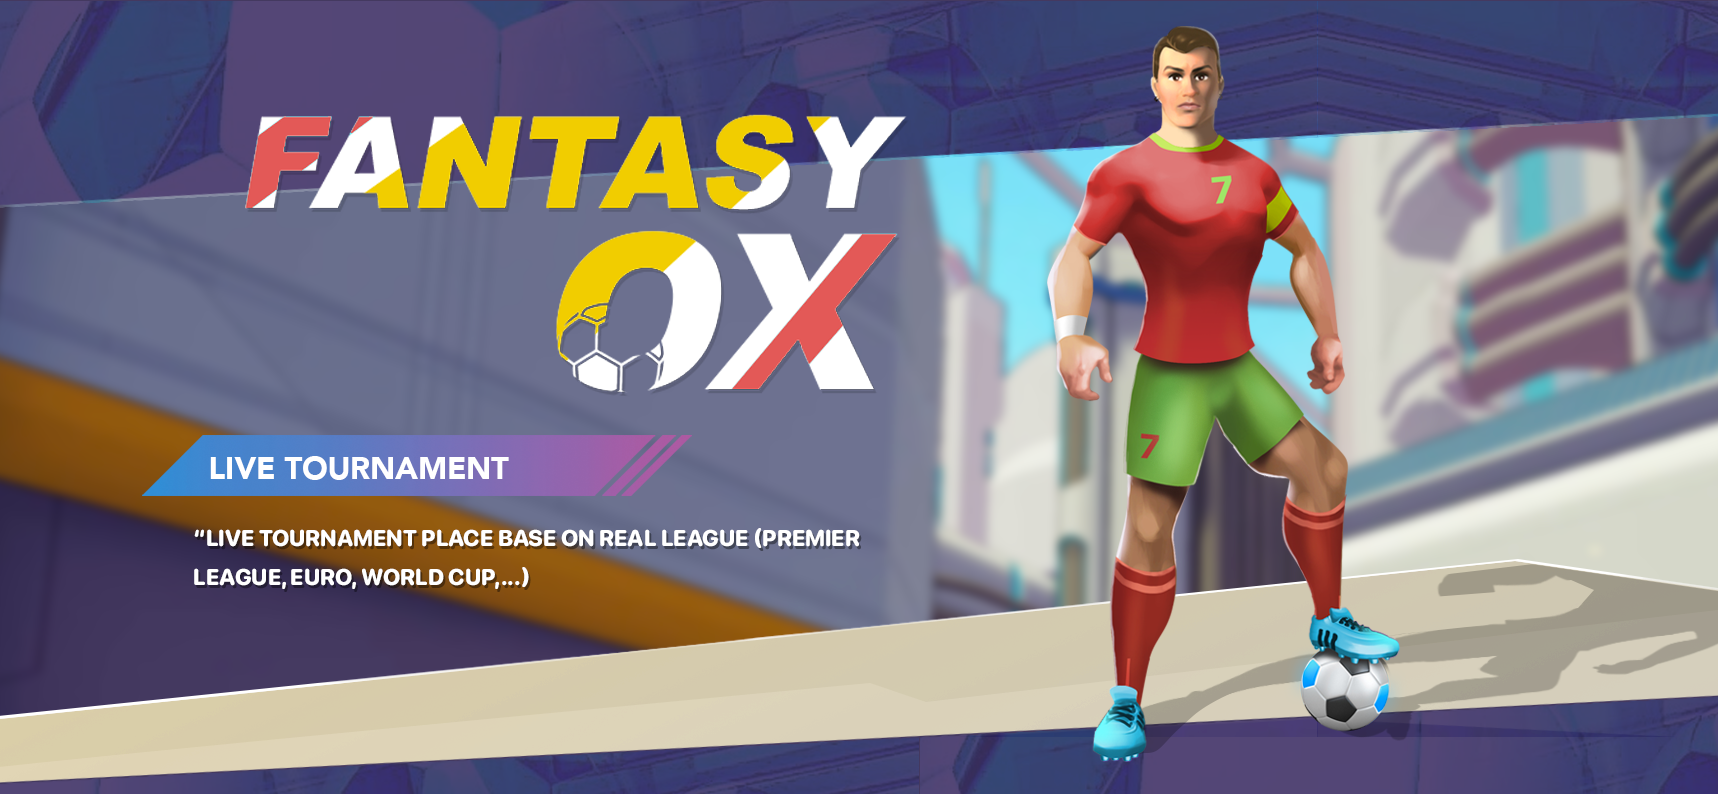 FANTASY
OX
LIVE TOURNAMENT
“LIVE TOURNAMENT PLACE BASE ON REAL LEAGUE (PREMIER
LEAGUE, EURO, WORLD CUP,...)
7
7